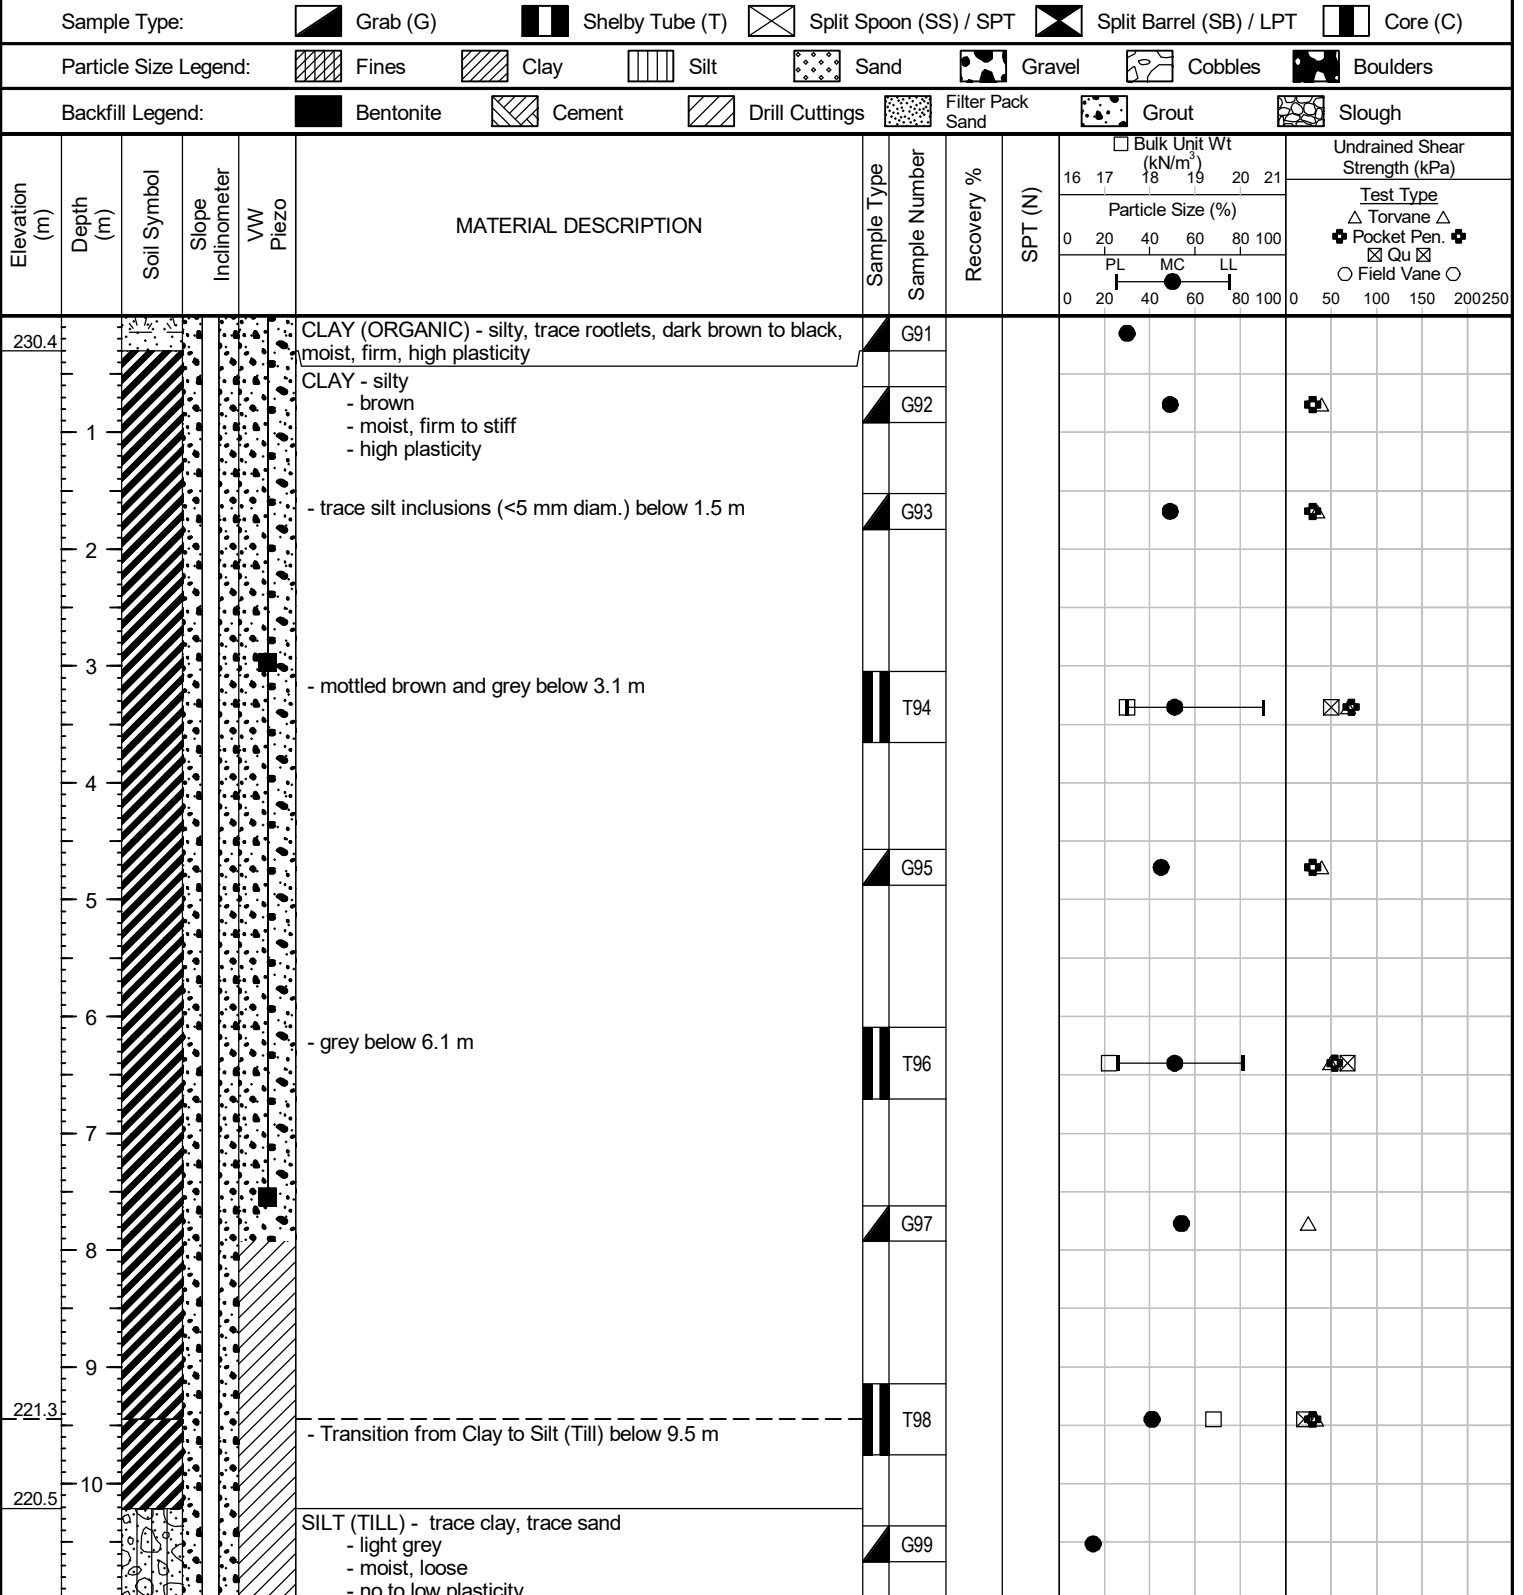 Sample Type: Grab (G) Shelby Tube (T) Split Spoon (SS) / SPT Split Barrel (SB) / LPT Core (C)
Particle Size Legend: Fines Clay Silt Sand Gravel Cobbles Boulders
Backfill Legend: Bentonite Cement Drill Cuttings Filter Pack Sand Grout Slough
Elevation (m)
Depth (m)
Soil Symbol
Slope Inclinometer
VW Piezo
MATERIAL DESCRIPTION
Sample Type
Sample Number
Recovery %
SPT (N)
Bulk Unit Wt
(kN/m3)
16 17 18 19 20 21
Particle Size (%)
0 20 40 60 80 100
PL MC LL
0 20 40 60 80 100
Undrained Shear
Strength (kPa)
Test Type
Torvane
Pocket Pen.
Qu
Field Vane
0 50 100 150 200 250
CLAY (ORGANIC) - silty, trace rootlets, dark brown to black, G91
230.4 moist, firm, high plasticity
CLAY - silty
- brown G92
- moist, firm to stiff
1
- high plasticity
- trace silt inclusions (<5 mm diam.) below 1.5 m G93
2
3
- mottled brown and grey below 3.1 m
T94
4
G95
5
6
- grey below 6.1 m
T96
7
G97
8
9
221.3 T98
- Transition from Clay to Silt (Till) below 9.5 m
10
220.5
SILT (TILL) - trace clay, trace sand
- light grey G99
- moist, loose
- no to low plasticity